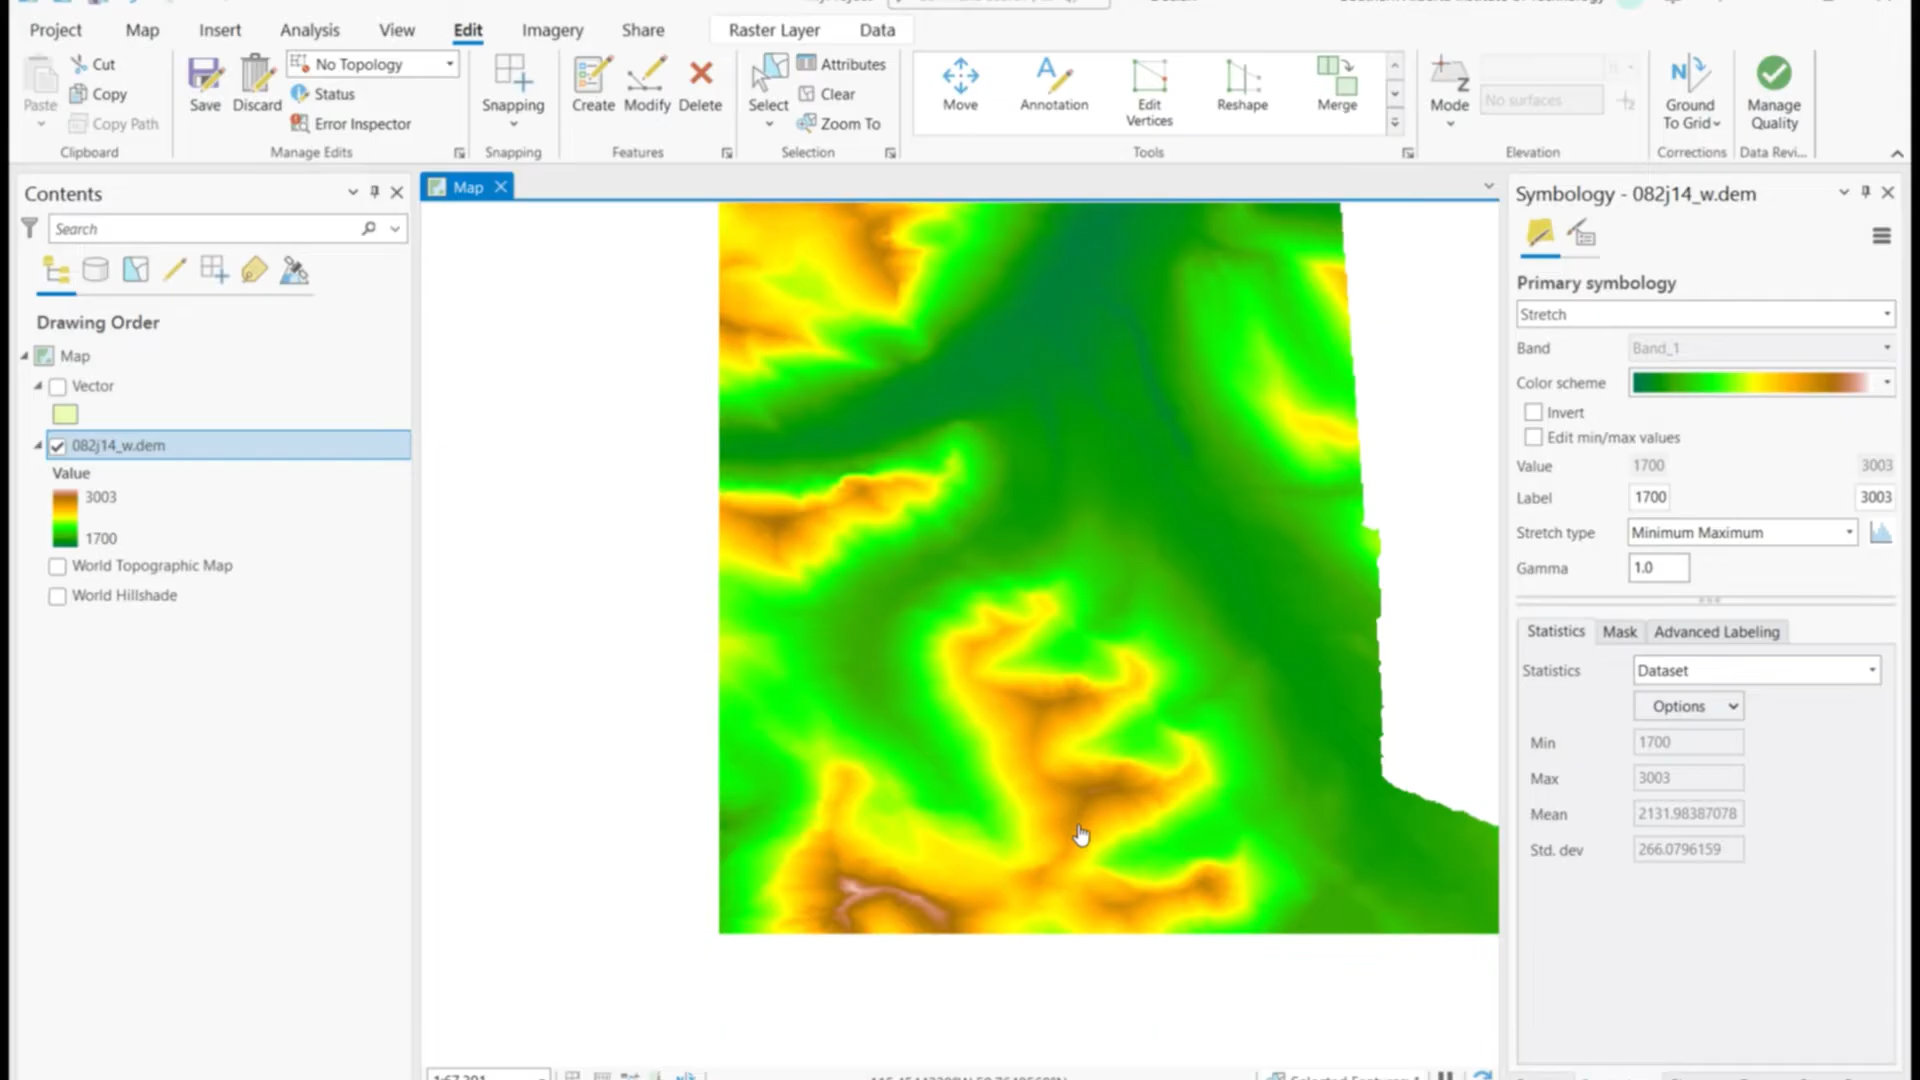 Project Map Insert Analysis View Edit Imagery Share Raster Layer Data
Paste
Cut
Copy
Copy Path
Clipboard
Save Discard
No Topology
Status
Error Inspector
Manage Edits
Snapping
Snapping
Create Modify Delete
Features
Select
Attributes
Clear
Zoom To
Selection
Move Annotation Edit Vertices Reshape Merge
Tools
Mode
No surfaces
Elevation
Ground To Grid
Corrections
Manage Quality
Data Revi...
Contents
Search
Drawing Order
Map
Vector
082j14_w.dem
Value
3003
1700
World Topographic Map
World Hillshade
Map
Symbology - 082j14_w.dem
Primary symbology
Stretch
Band Band_1
Color scheme
Invert
Edit min/max values
Value 1700 3003
Label 1700 3003
Stretch type Minimum Maximum
Gamma 1.0
Statistics Mask Advanced Labeling
Statistics Dataset
Options
Min 1700
Max 3003
Mean 2131.98387078
Std. dev 266.0796159